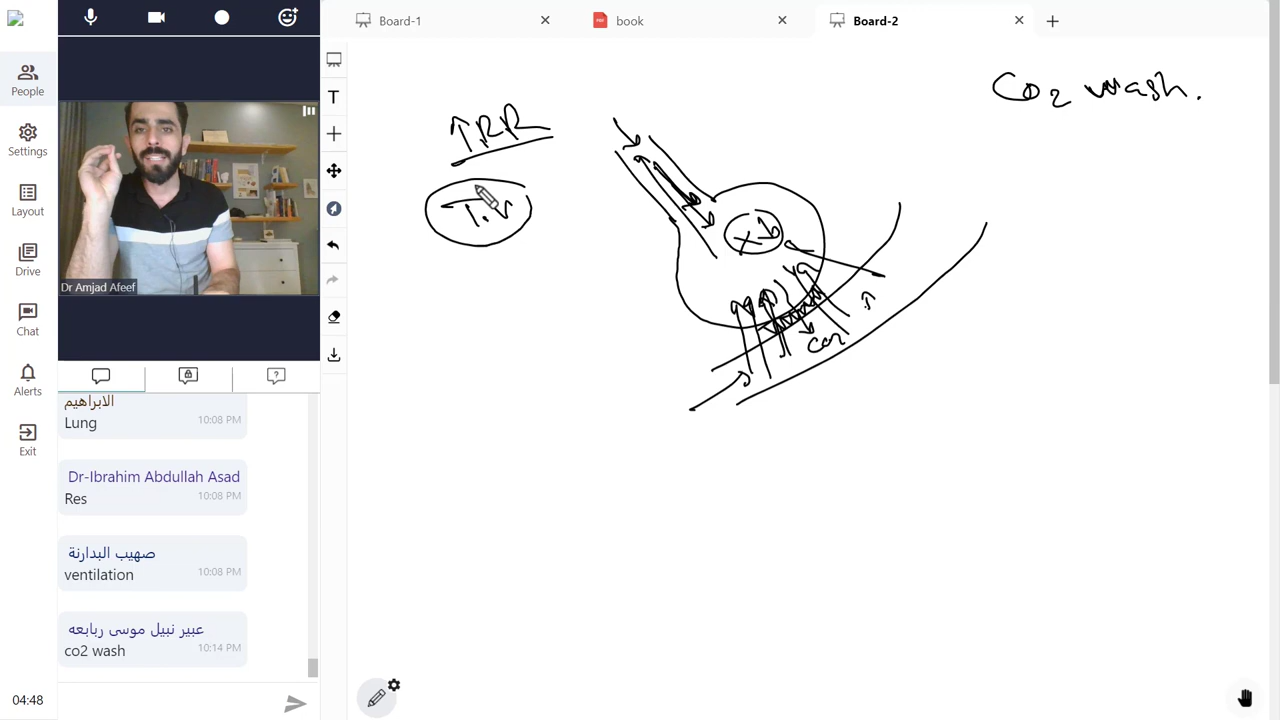 Board-1
book
Board-2
People
Settings
Layout
Drive
Chat
Alerts
Exit
04:48
Dr Amjad Afeef
الابراهيم
Lung
10:08 PM
Dr-Ibrahim Abdullah Asad
Res
10:08 PM
صهيب البدارنة
ventilation
10:08 PM
عبير نبيل موسى ربابعه
co2 wash
10:14 PM
T
CO2 wash.
↑RR
T.V
CO2